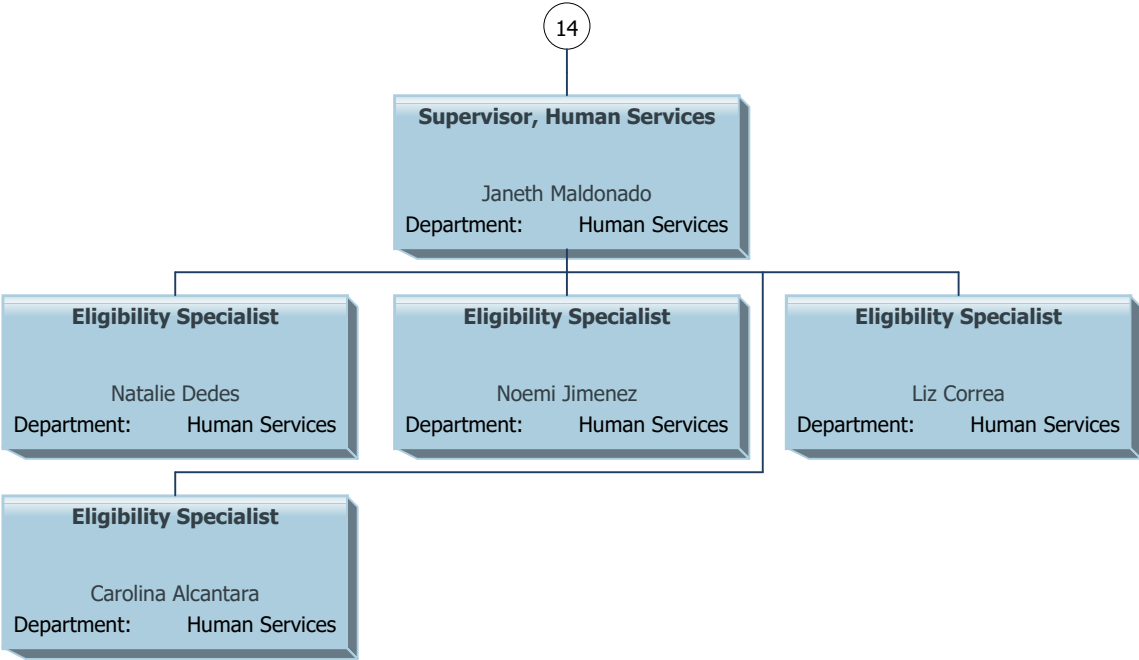 14
Supervisor, Human Services
Janeth Maldonado
Department: Human Services
Eligibility Specialist
Natalie Dedes
Department: Human Services
Eligibility Specialist
Noemi Jimenez
Department: Human Services
Eligibility Specialist
Liz Correa
Department: Human Services
Eligibility Specialist
Carolina Alcantara
Department: Human Services